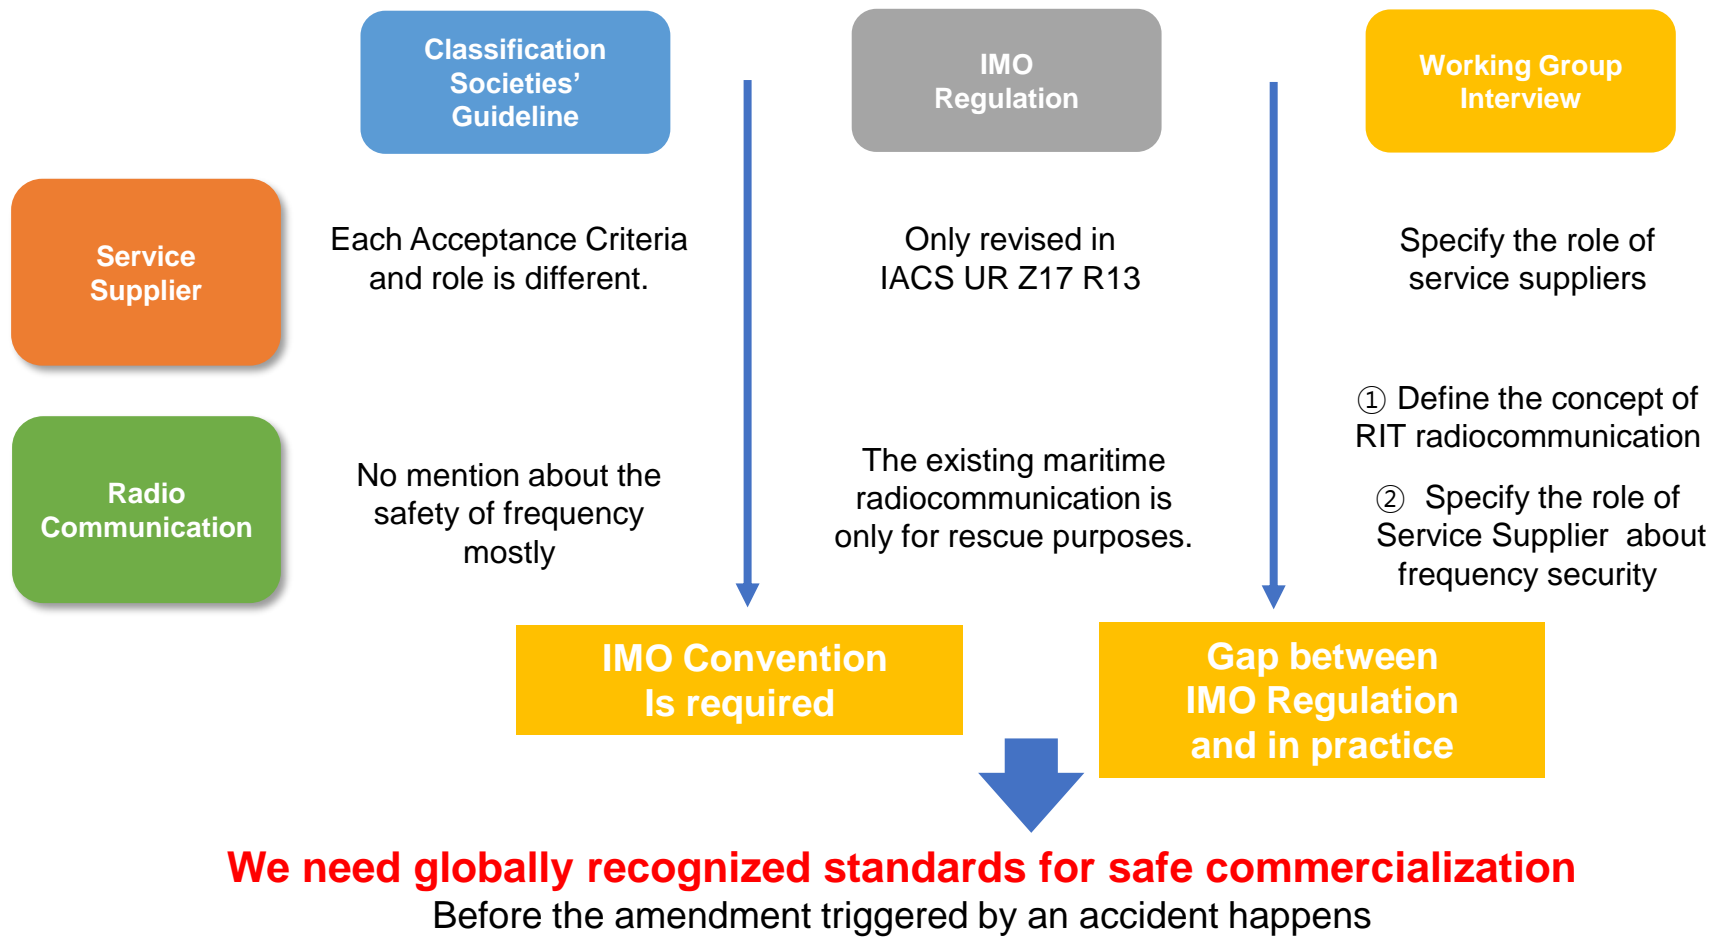 Classification
Societies’
Guideline
IMO
Regulation
Working Group
Interview
Service
Supplier
Each Acceptance Criteria
and role is different.
Only revised in
IACS UR Z17 R13
Specify the role of
service suppliers
Radio
Communication
No mention about the
safety of frequency
mostly
The existing maritime
radiocommunication is
only for rescue purposes.
① Define the concept of
RIT radiocommunication
② Specify the role of
Service Supplier about
frequency security
IMO Convention
Is required
Gap between
IMO Regulation
and in practice
We need globally recognized standards for safe commercialization
Before the amendment triggered by an accident happens